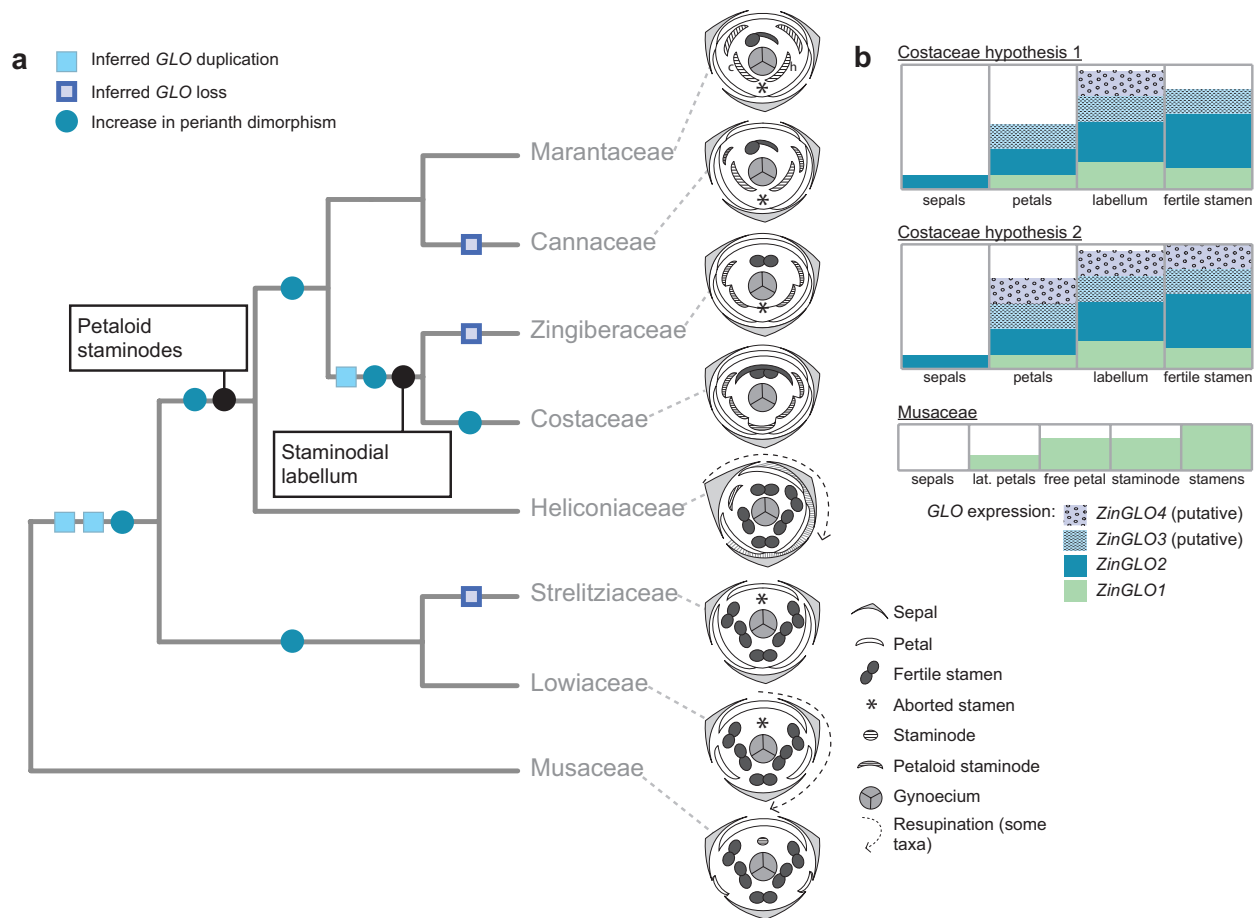 a
Inferred GLO duplication
Inferred GLO loss
Increase in perianth dimorphism
Petaloid
staminodes
Staminodial
labellum
Marantaceae
Cannaceae
Zingiberaceae
Costaceae
Heliconiaceae
Strelitziaceae
Lowiaceae
Musaceae
c
h
*
*
*
*
*
b
Costaceae hypothesis 1
sepals
petals
labellum
fertile stamen
Costaceae hypothesis 2
sepals
petals
labellum
fertile stamen
Musaceae
sepals
lat. petals
free petal
staminode
stamens
GLO expression:
ZinGLO4 (putative)
ZinGLO3 (putative)
ZinGLO2
ZinGLO1
Sepal
Petal
Fertile stamen
* Aborted stamen
Staminode
Petaloid staminode
Gynoecium
Resupination (some
taxa)